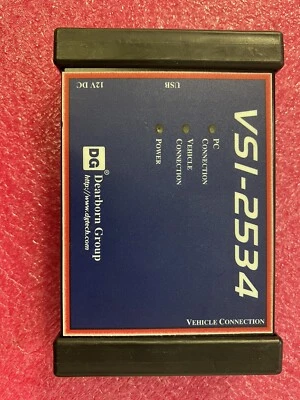 VSI-2534
PC
CONNECTION
VEHICLE
CONNECTION
POWER
DG®
Dearborn Group
http://www.dgtech.com
USB
12V DC
VEHICLE CONNECTION